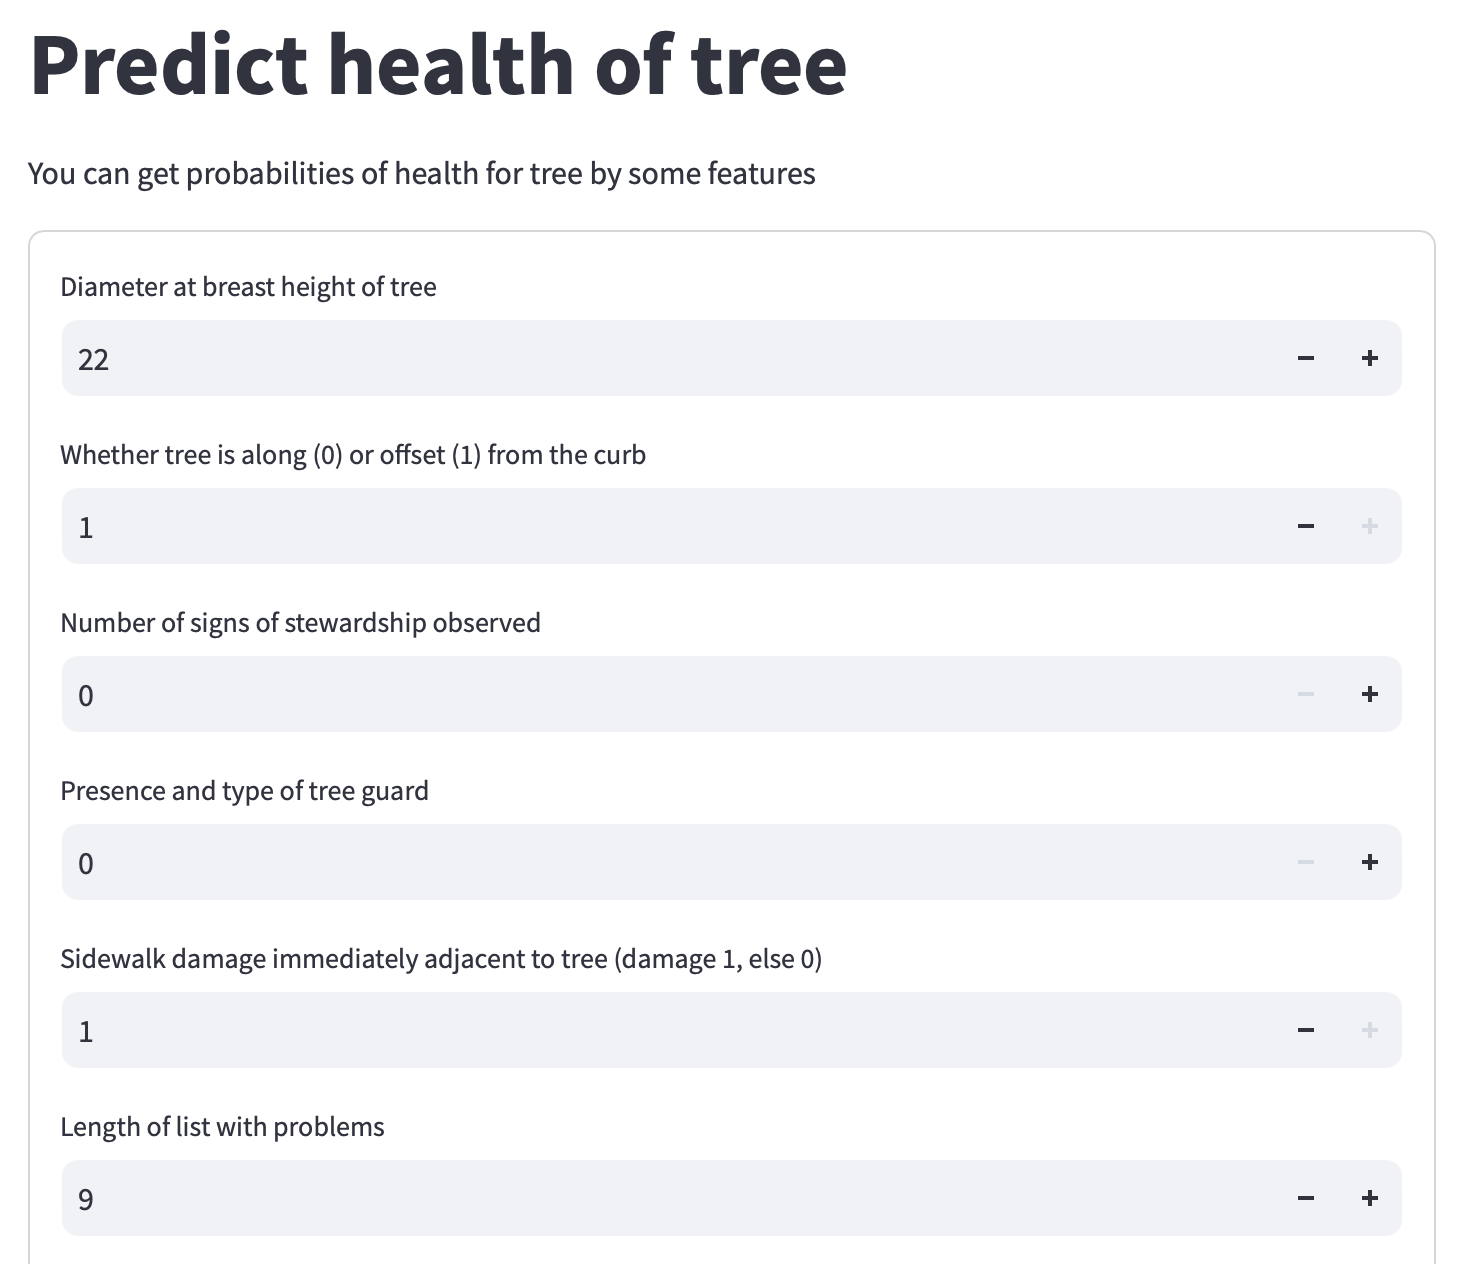 Predict health of tree
You can get probabilities of health for tree by some features
Diameter at breast height of tree
22
Whether tree is along (0) or offset (1) from the curb
1
Number of signs of stewardship observed
0
Presence and type of tree guard
0
Sidewalk damage immediately adjacent to tree (damage 1, else 0)
1
Length of list with problems
9